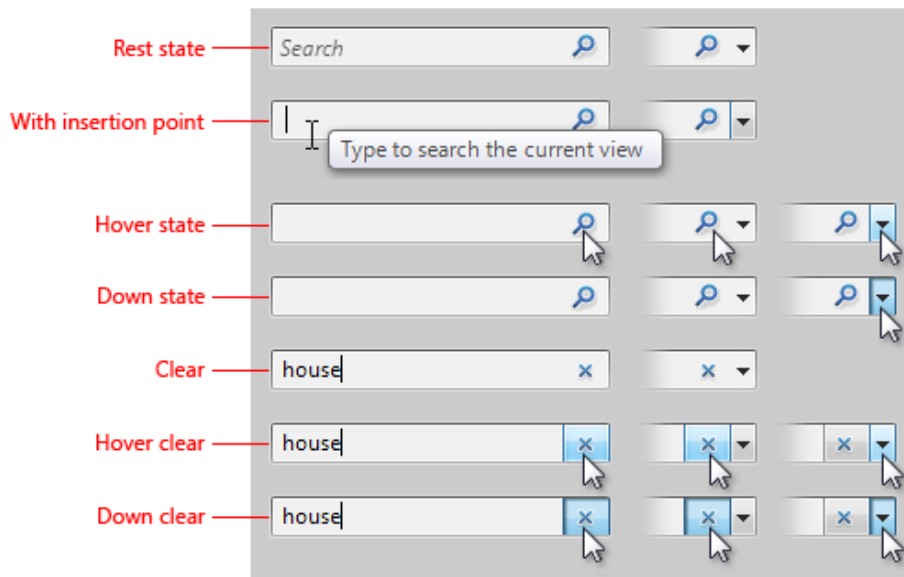 Rest state
Search
With insertion point
Type to search the current view
Hover state
Down state
Clear
house
Hover clear
house
Down clear
house